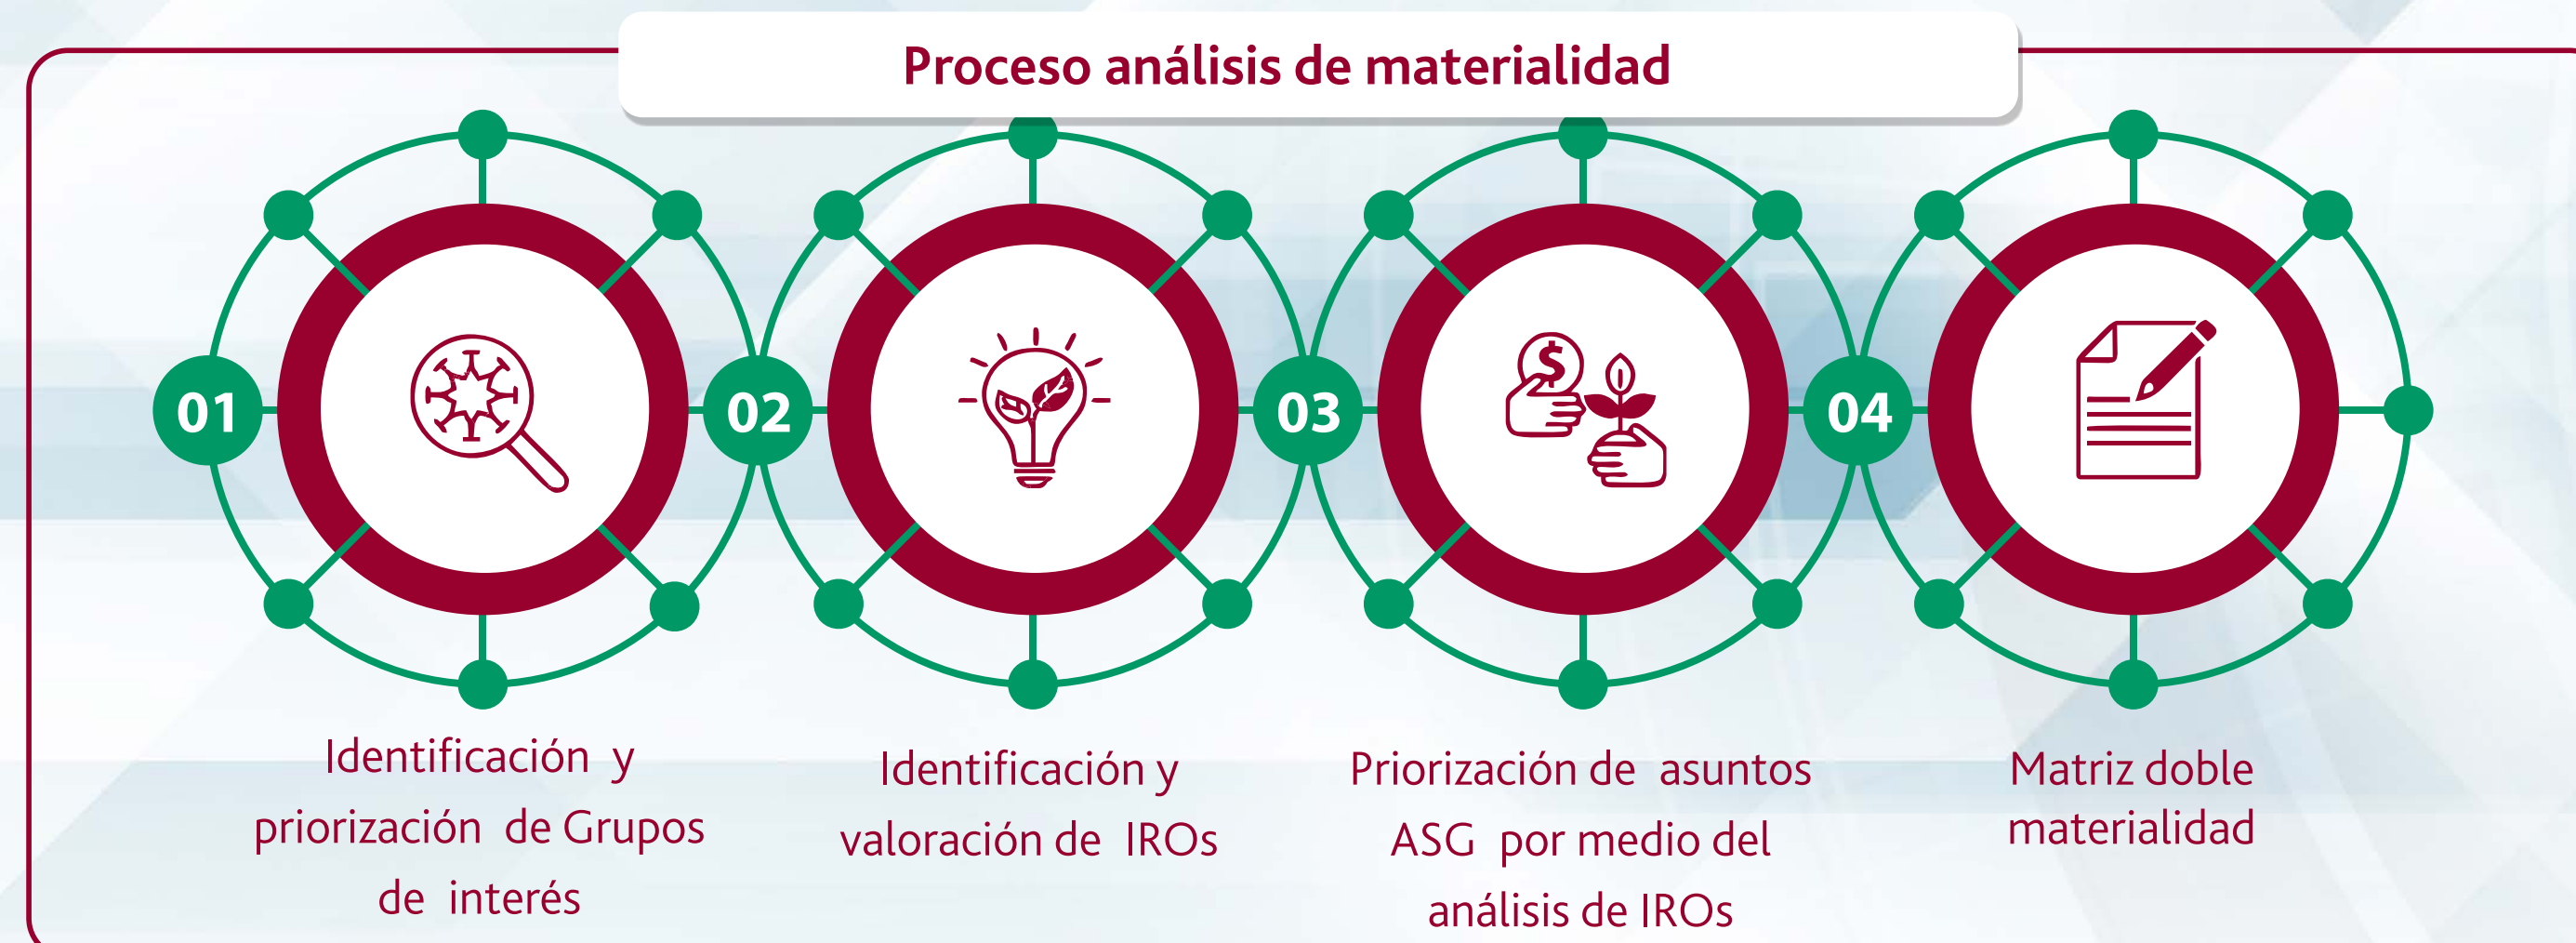 Proceso análisis de materialidad
01
02
03
04
Identificación y
priorización de Grupos
de interés
Identificación y
valoración de IROs
Priorización de asuntos
ASG por medio del
análisis de IROs
Matriz doble
materialidad